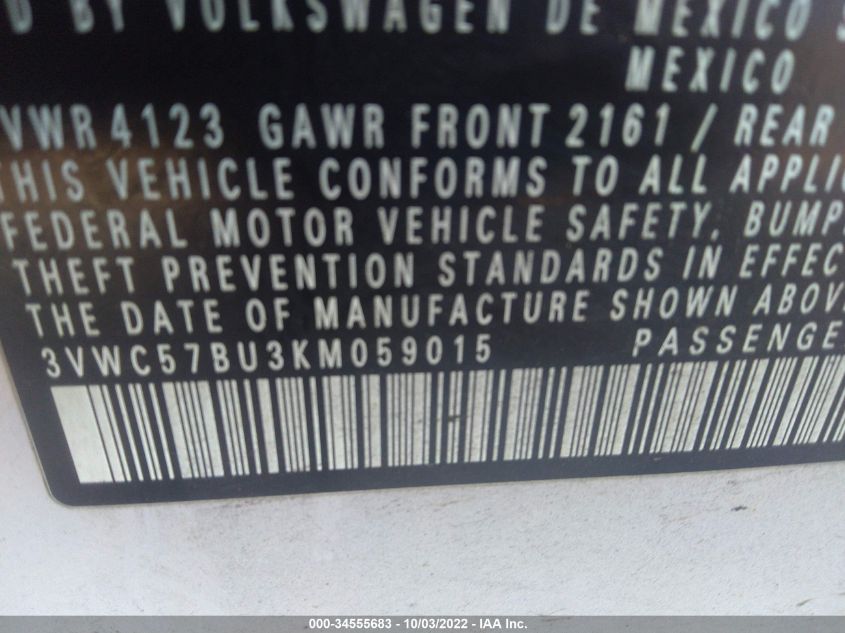 D BY VOLKSWAGEN DE MEXICO S
MEXICO
VWR 4123 GAWR FRONT 2161 / REAR
THIS VEHICLE CONFORMS TO ALL APPLIC
FEDERAL MOTOR VEHICLE SAFETY, BUMP
THEFT PREVENTION STANDARDS IN EFFEC
THE DATE OF MANUFACTURE SHOWN ABOV
3VWC57BU3KM059015 PASSENGE
000-34555683 - 10/03/2022 - IAA Inc.